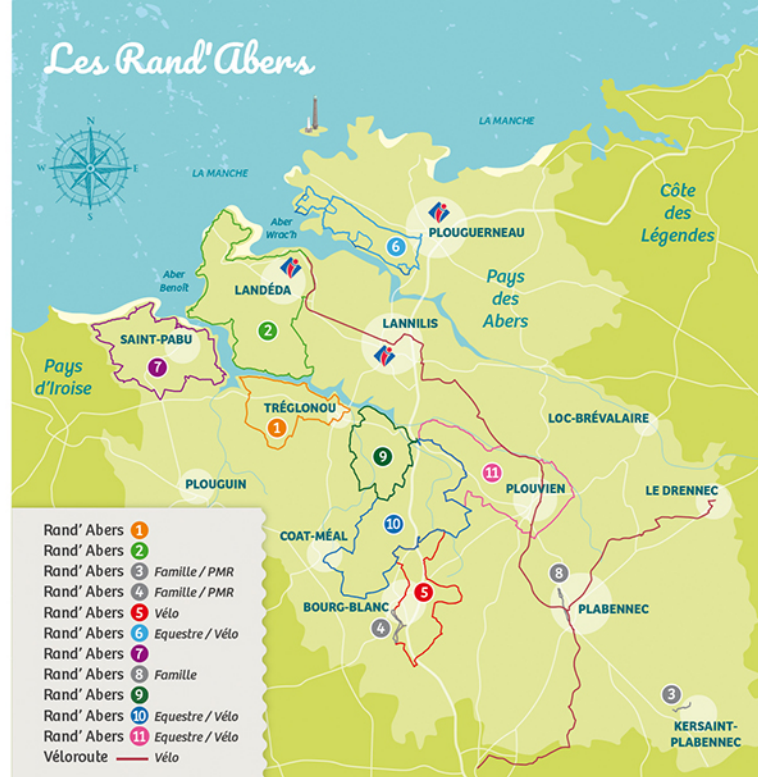 Les Rand'Abers
N
W
E
S
LA MANCHE
LA MANCHE
Côte
des
Légendes
Aber
Wrac'h
PLOUGUERNEAU
6
Aber
Benoît
LANDÉDA
Pays
des
Abers
2
LANNILIS
SAINT-PABU
7
Pays
d'Iroise
TRÉGLONOU
1
LOC-BRÉVALAIRE
9
11
PLOUVIEN
LE DRENNEC
PLOUGUIN
10
COAT-MÉAL
8
5
BOURG-BLANC
4
PLABENNEC
3
KERSAINT-
PLABENNEC
Rand' Abers 1
Rand' Abers 2
Rand' Abers 3 Famille / PMR
Rand' Abers 4 Famille / PMR
Rand' Abers 5 Vélo
Rand' Abers 6 Equestre / Vélo
Rand' Abers 7
Rand' Abers 8 Famille
Rand' Abers 9
Rand' Abers 10 Equestre / Vélo
Rand' Abers 11 Equestre / Vélo
Véloroute Vélo